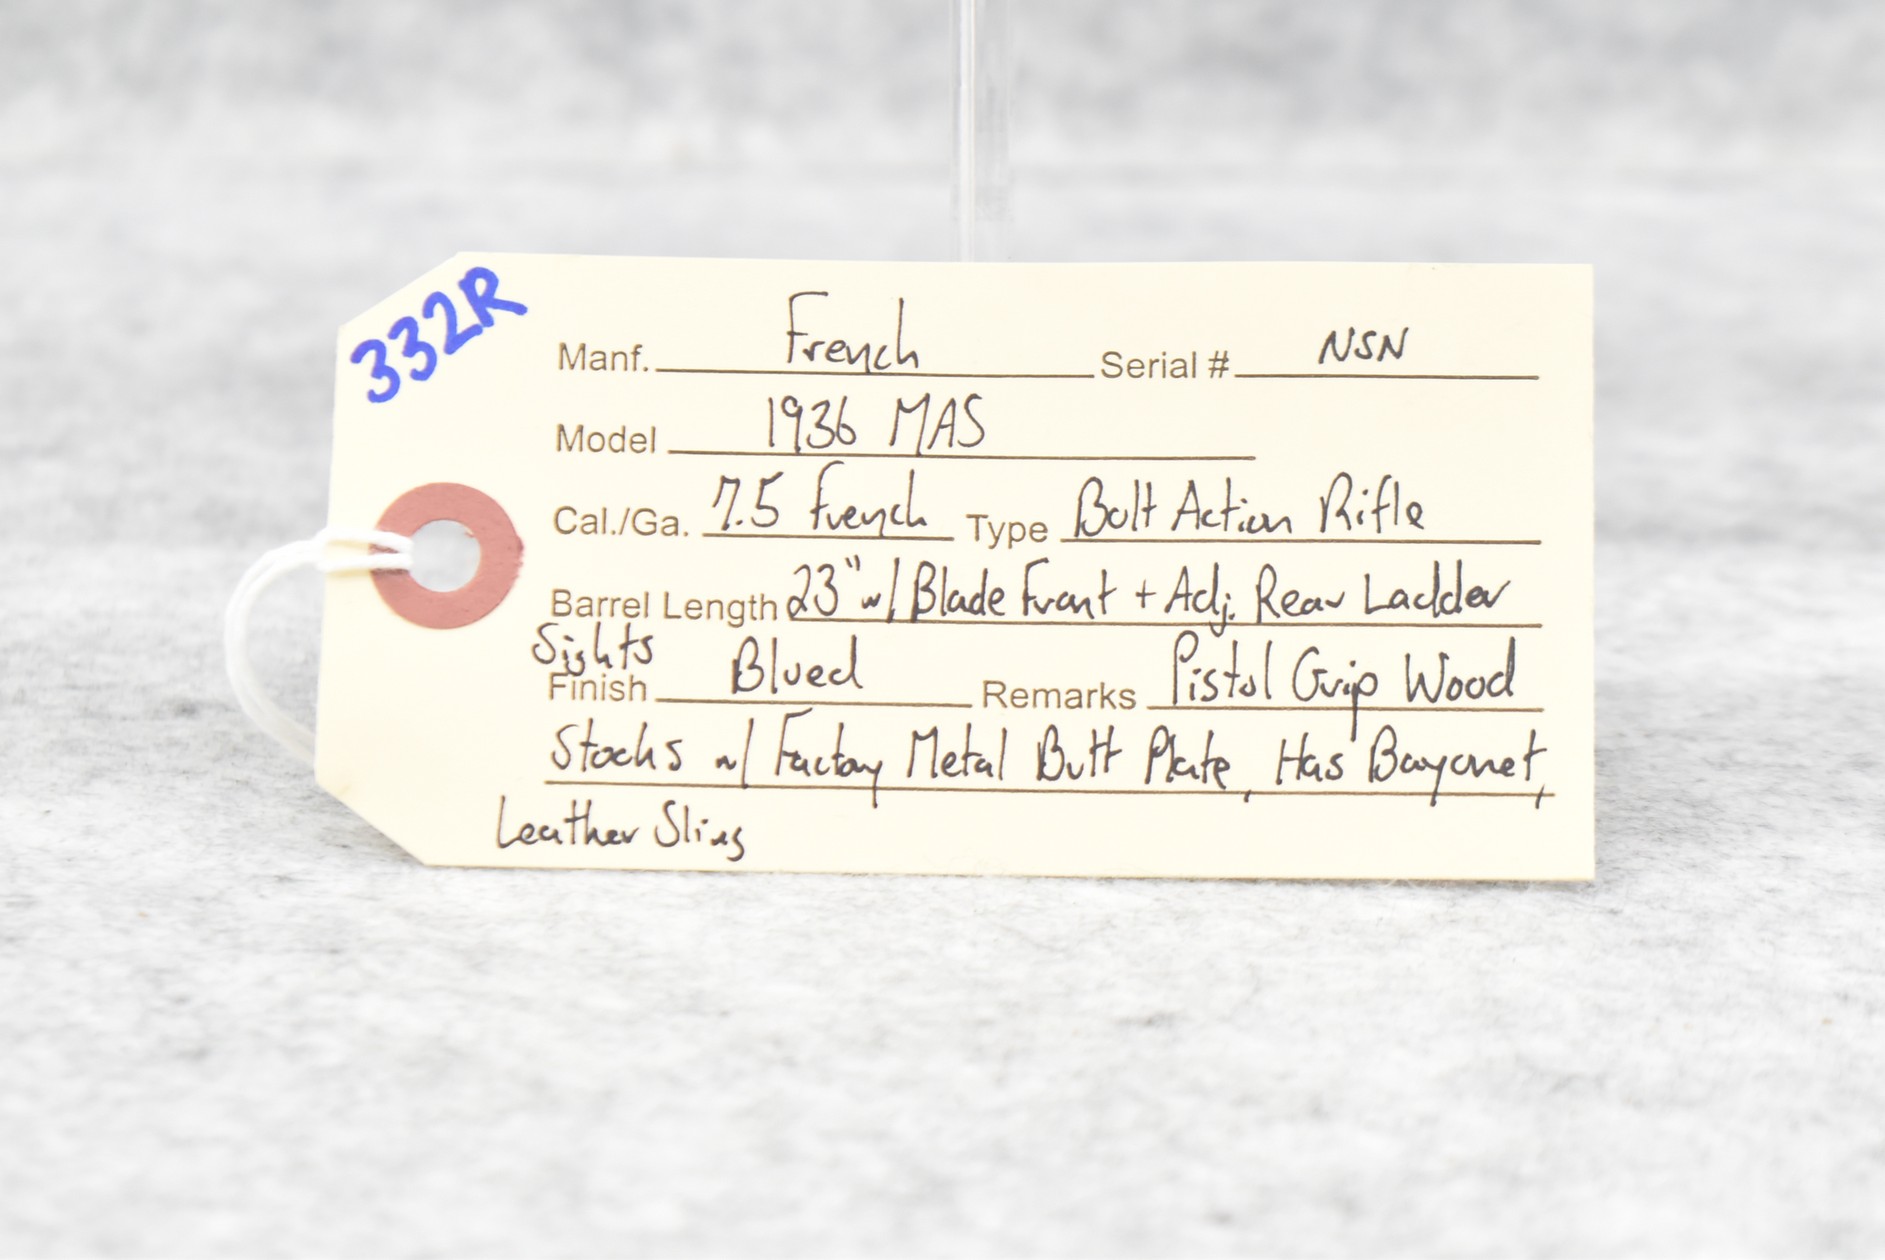 332R
Manf. French Serial # NSN
Model 1936 MAS
Cal./Ga. 7.5 French Type Bolt Action Rifle
Barrel Length 23" w/ Blade Front + Adj. Rear Ladder
Sights
Finish Blued Remarks Pistol Grip Wood
Stocks w/ Factory Metal Butt Plate, Has Bayonet,
Leather Sling